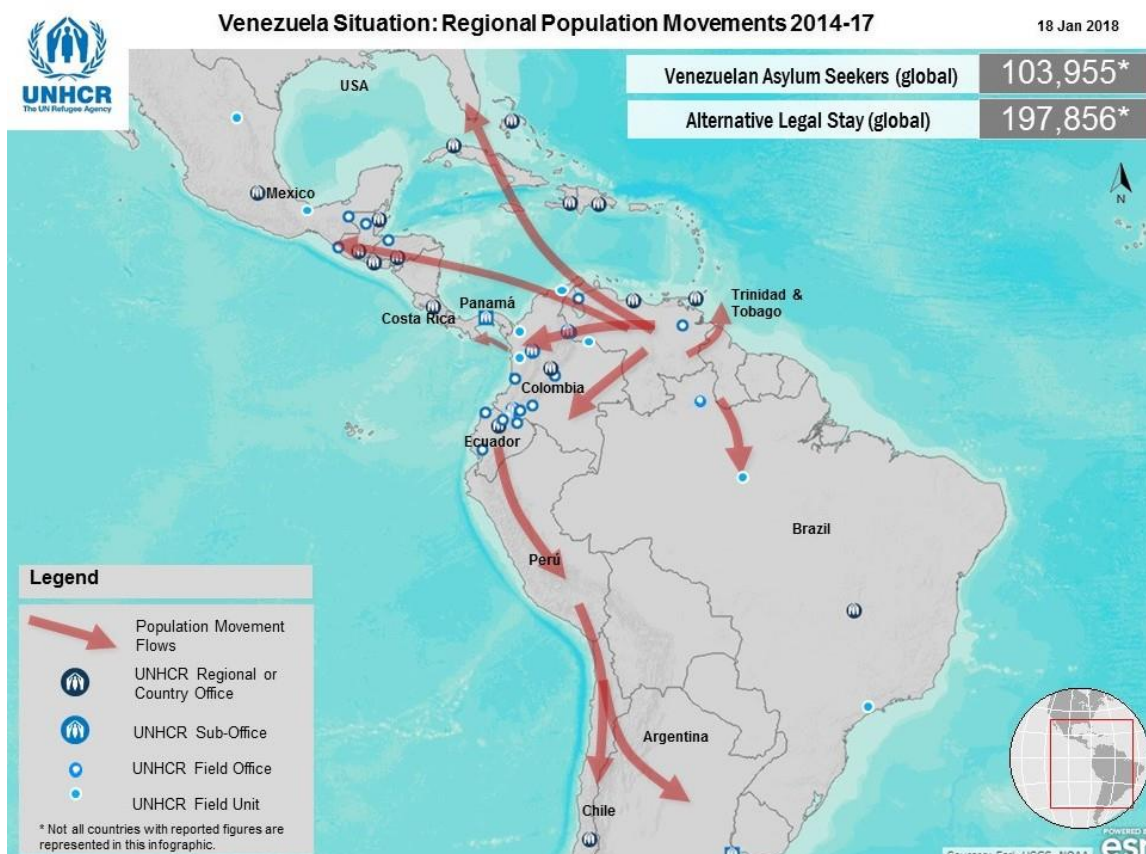 Venezuela Situation: Regional Population Movements 2014-17
18 Jan 2018
UNHCR
The UN Refugee Agency
Venezuelan Asylum Seekers (global)
103,955*
Alternative Legal Stay (global)
197,856*
USA
N
Mexico
Panamá
Costa Rica
Trinidad &
Tobago
Colombia
Ecuador
Brazil
Perú
Argentina
Chile
Legend
Population Movement
Flows
UNHCR Regional or
Country Office
UNHCR Sub-Office
UNHCR Field Office
UNHCR Field Unit
* Not all countries with reported figures are
represented in this infographic.
POWERED
esri